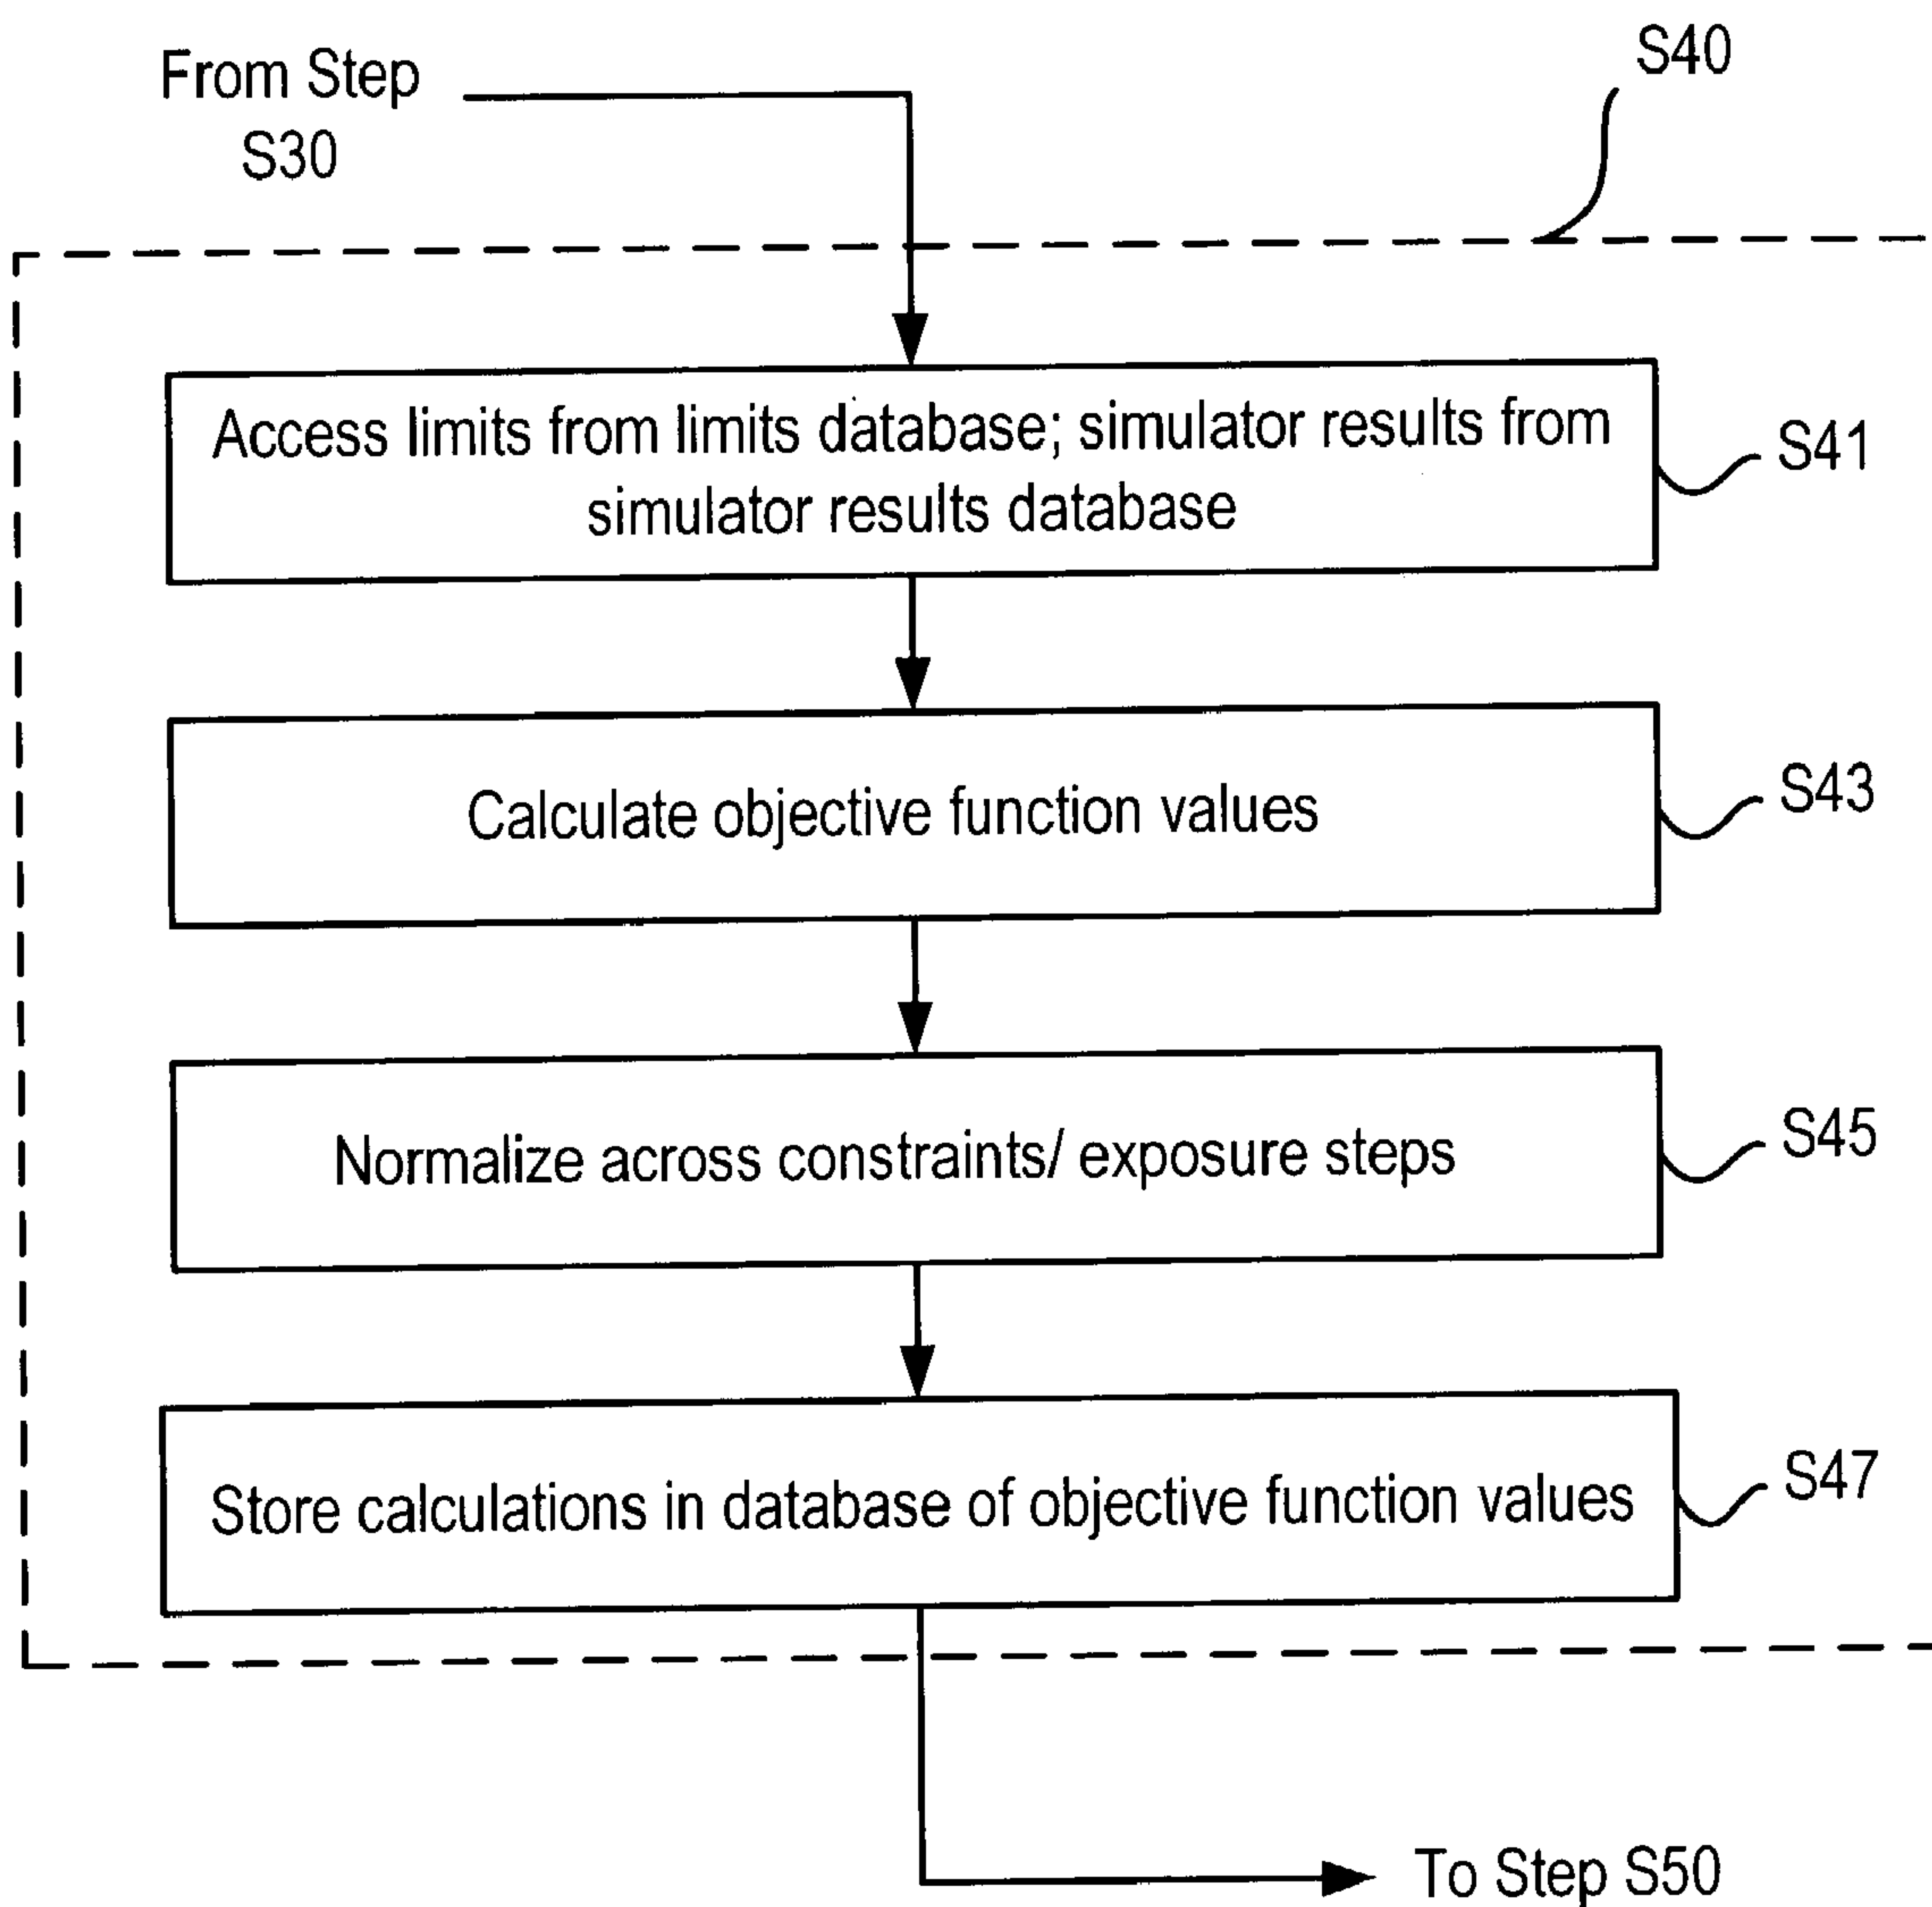 From Step
S30
S40
Access limits from limits database; simulator results from
simulator results database
S41
Calculate objective function values
S43
Normalize across constraints/ exposure steps
S45
Store calculations in database of objective function values
S47
To Step S50